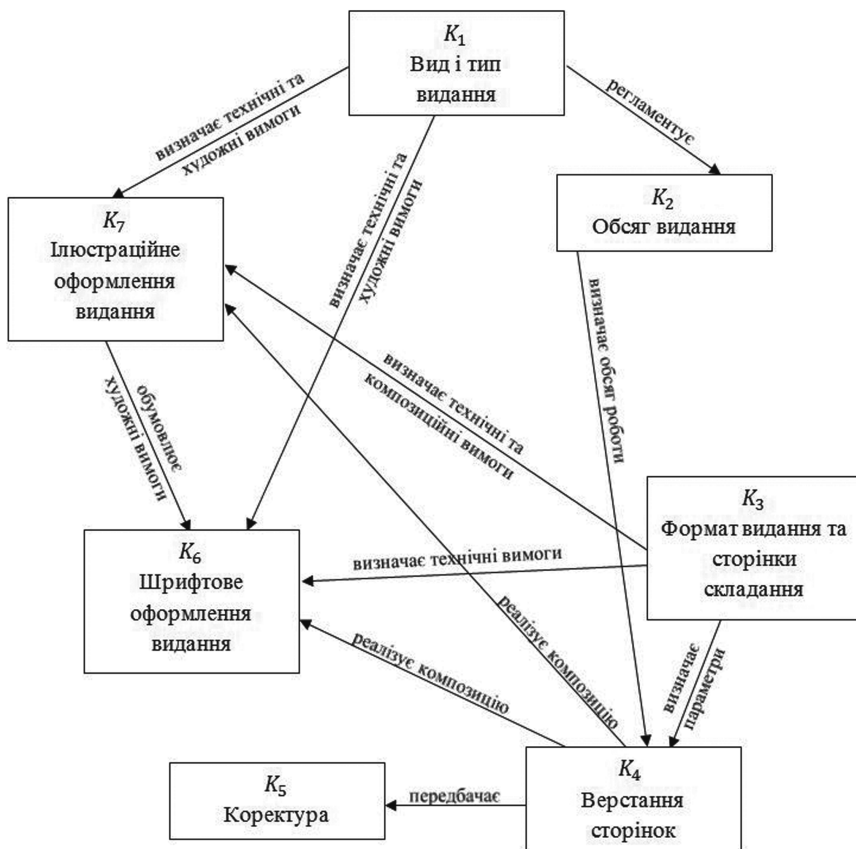 K₁
Вид і тип
видання
визначає технічні та
художні вимоги
регламентує
K₂
Обсяг видання
K₇
Ілюстраційне
оформлення
видання
визначає технічні та
художні вимоги
визначає обсяг роботи
визначає технічні та
композиційні вимоги
обумовлює
художні вимоги
K₃
Формат видання та
сторінки
складання
K₆
Шрифтове
оформлення
видання
визначає технічні вимоги
реалізує композицію
реалізує композицію
визначає
параметри
K₅
Коректура
передбачає
K₄
Верстання
сторінок